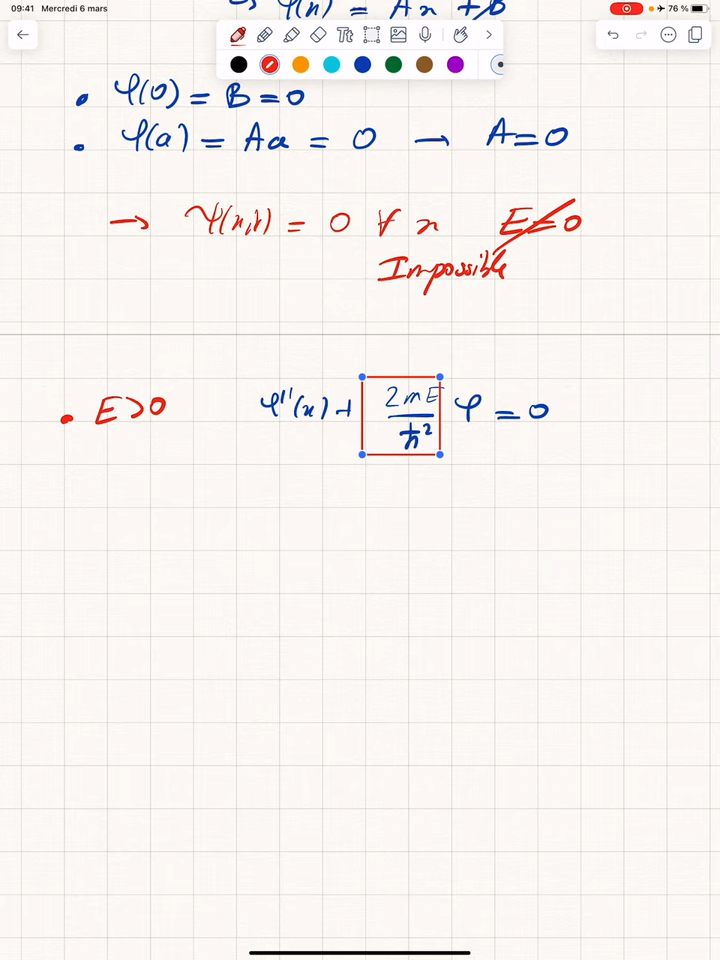 09:41 Mercredi 6 mars 76 %
→ φ(x) = Ax + B
Tt
• φ(0) = B = 0
• φ(a) = Aa = 0 → A = 0
→ Ψ(x,t) = 0 ∀ x E = 0
Impossible
• E > 0 φ''(x) + 2mE/ħ² φ = 0